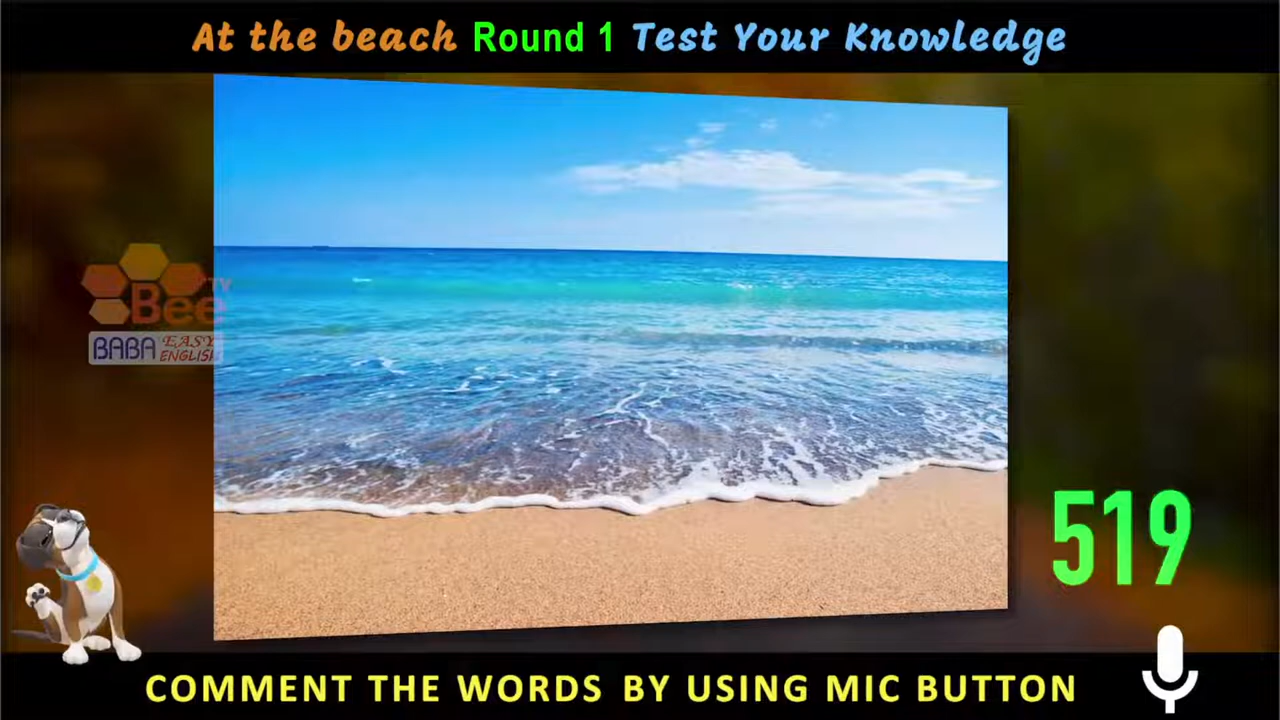 At the beach Round 1 Test Your Knowledge
Bee TV
BABA EASY ENGLISH
519
COMMENT THE WORDS BY USING MIC BUTTON